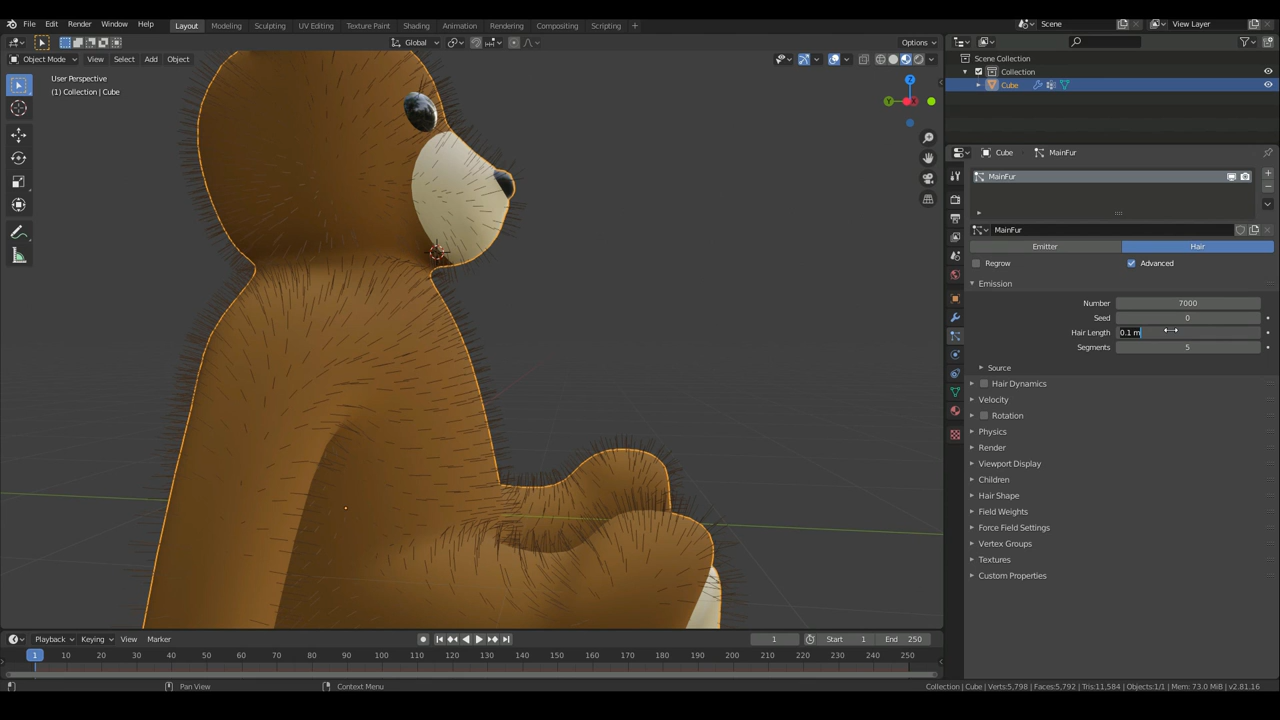 File Edit Render Window Help Layout Modeling Sculpting UV Editing Texture Paint Shading Animation Rendering Compositing Scripting + Scene View Layer
Global Options
Object Mode View Select Add Object
User Perspective
(1) Collection | Cube
Z
Y
X
Scene Collection
Collection
Cube
Cube MainFur
MainFur
MainFur
Emitter Hair
Regrow Advanced
Emission
Number 7000
Seed 0
Hair Length 0.1 m
Segments 5
Source
Hair Dynamics
Velocity
Rotation
Physics
Render
Viewport Display
Children
Hair Shape
Field Weights
Force Field Settings
Vertex Groups
Textures
Custom Properties
Playback Keying View Marker 1 Start 1 End 250
1 10 20 30 40 50 60 70 80 90 100 110 120 130 140 150 160 170 180 190 200 210 220 230 240 250
Pan View Context Menu Collection | Cube | Verts:5,798 | Faces:5,792 | Tris:11,584 | Objects:1/1 | Mem: 73.0 MiB | v2.81.16